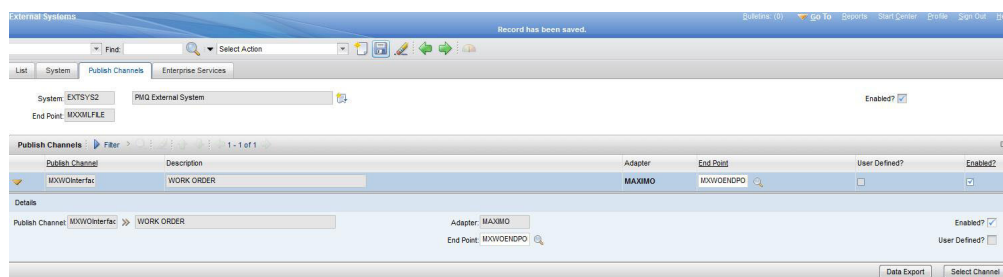 External Systems
Bulletins: (0) Go To Reports Start Center Profile Sign Out
Record has been saved.
Find: Select Action
List System Publish Channels Enterprise Services
System: EXTSYS2 PMQ External System Enabled?
End Point: MXXMLFILE
Publish Channels Filter 1 - 1 of 1
Publish Channel Description Adapter End Point User Defined? Enabled?
MXWOInterfac WORK ORDER MAXIMO MXWOENDPO
Details
Publish Channel: MXWOInterfac WORK ORDER Adapter: MAXIMO Enabled?
End Point: MXWOENDPO User Defined?
Data Export Select Channel